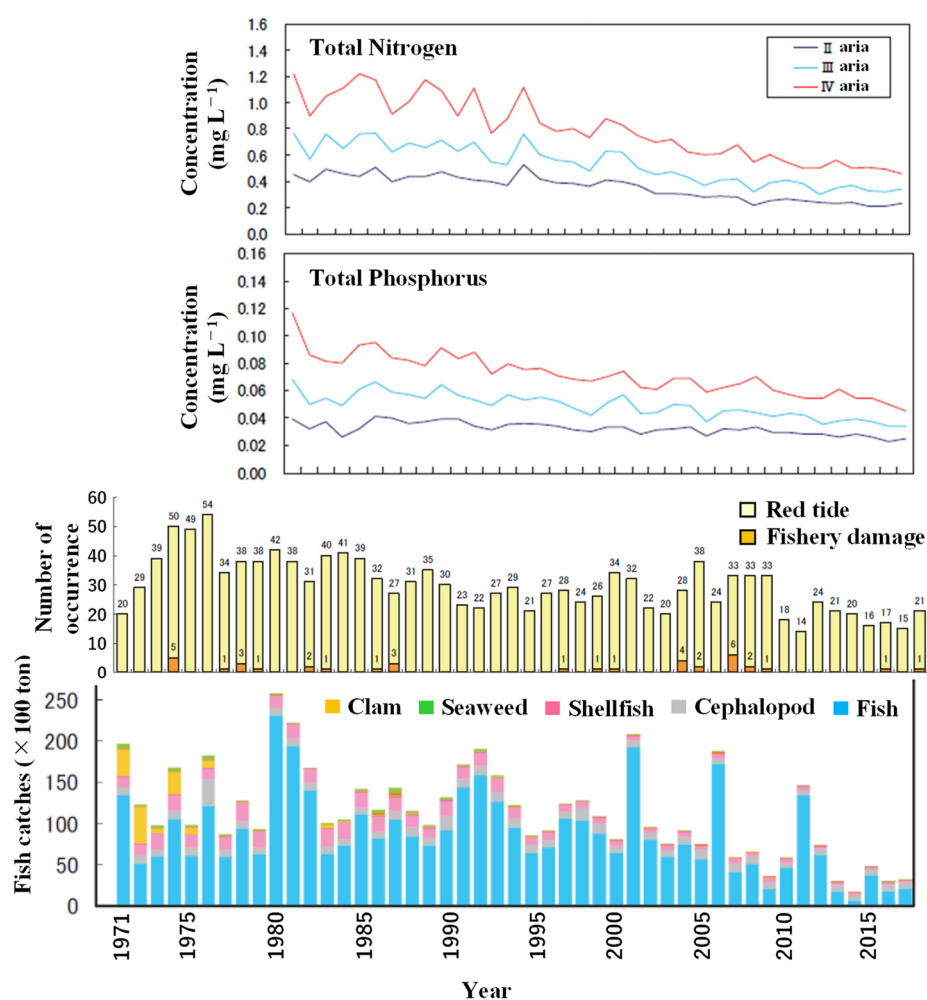 Total Nitrogen
Concentration
(mg L⁻¹)
1.6
1.4
1.2
1.0
0.8
0.6
0.4
0.2
0.0
Ⅱ aria
Ⅲ aria
Ⅳ aria
Total Phosphorus
Concentration
(mg L⁻¹)
0.16
0.14
0.12
0.10
0.08
0.06
0.04
0.02
0.00
Number of
occurrence
60
50
40
30
20
10
0
Red tide
Fishery damage
20 29 39 50 49 54 34 38 38 42 38 31 40 41 39 32 27 31 35 30 23 22 27 29 21 27 28 24 26 34 32 22 20 28 38 24 33 33 33 18 14 24 21 20 16 17 15 21
5 1 3 1 2 1 1 3 1 1 1 4 2 6 2 1 1 1
Fish catches (×100 ton)
250
200
150
100
50
0
Clam Seaweed Shellfish Cephalopod Fish
1971 1975 1980 1985 1990 1995 2000 2005 2010 2015
Year